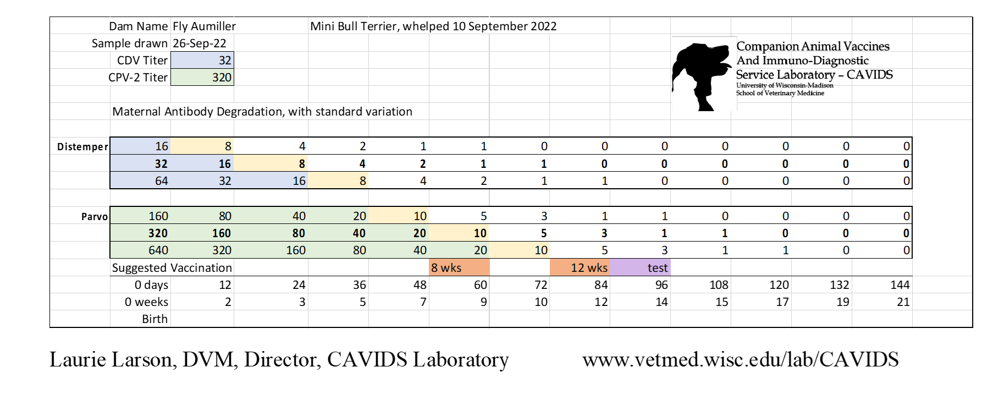 Dam Name Fly Aumiller Mini Bull Terrier, whelped 10 September 2022
Sample drawn 26-Sep-22
CDV Titer 32
CPV-2 Titer 320
Companion Animal Vaccines
And Immuno-Diagnostic
Service Laboratory – CAVIDS
University of Wisconsin-Madison
School of Veterinary Medicine
Maternal Antibody Degradation, with standard variation
Distemper 16 8 4 2 1 1 0 0 0 0 0 0 0
32 16 8 4 2 1 1 0 0 0 0 0 0
64 32 16 8 4 2 1 1 0 0 0 0 0
Parvo 160 80 40 20 10 5 3 1 1 0 0 0 0
320 160 80 40 20 10 5 3 1 1 0 0 0
640 320 160 80 40 20 10 5 3 1 1 0 0
Suggested Vaccination 8 wks 12 wks test
0 days 12 24 36 48 60 72 84 96 108 120 132 144
0 weeks 2 3 5 7 9 10 12 14 15 17 19 21
Birth
Laurie Larson, DVM, Director, CAVIDS Laboratory www.vetmed.wisc.edu/lab/CAVIDS